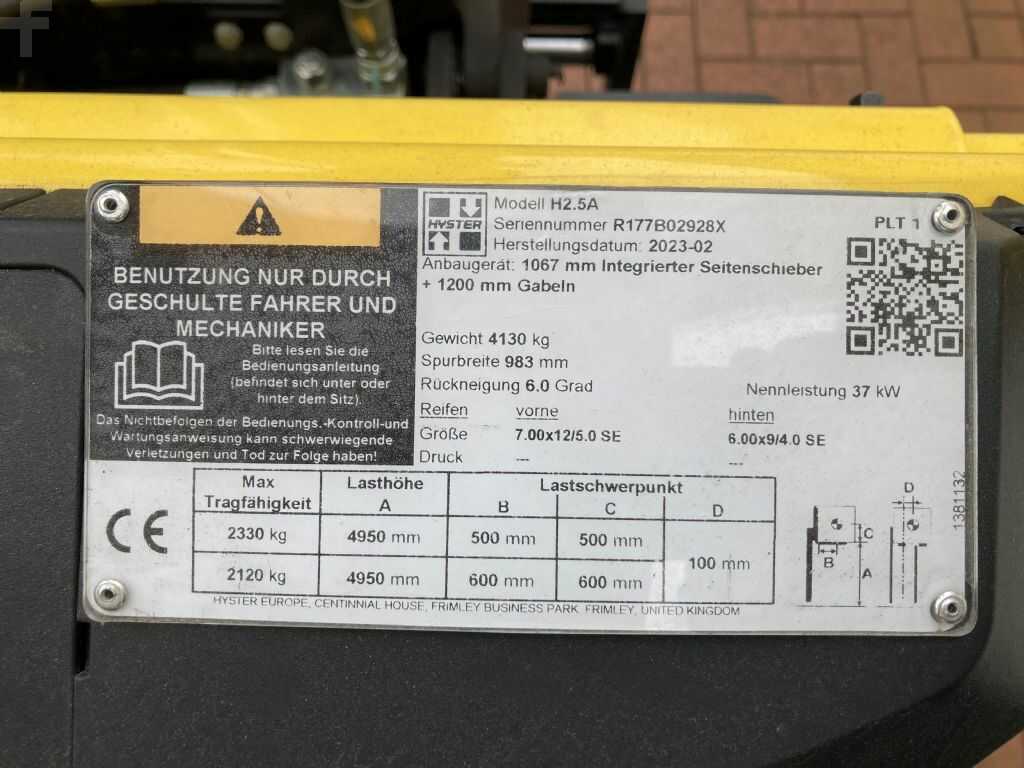 BENUTZUNG NUR DURCH
GESCHULTE FAHRER UND
MECHANIKER
Bitte lesen Sie die
Bedienungsanleitung
(befindet sich unter oder
hinter dem Sitz).
Das Nichtbefolgen der Bedienungs.-Kontroll-und
Wartungsanweisung kann schwerwiegende
Verletzungen und Tod zur Folge haben!
HYSTER
Modell H2.5A
Seriennummer R177B02928X
Herstellungsdatum: 2023-02
PLT 1
Anbaugerät: 1067 mm Integrierter Seitenschieber
+ 1200 mm Gabeln
Gewicht 4130 kg
Spurbreite 983 mm
Rückneigung 6.0 Grad
Nennleistung 37 kW
Reifen vorne hinten
Größe 7.00x12/5.0 SE 6.00x9/4.0 SE
Druck --- ---
Max Tragfähigkeit Lasthöhe Lastschwerpunkt
A B C D
2330 kg 4950 mm 500 mm 500 mm 100 mm
2120 kg 4950 mm 600 mm 600 mm
CE
HYSTER EUROPE, CENTINNIAL HOUSE, FRIMLEY BUSINESS PARK, FRIMLEY, UNITED KINGDOM
D
C
B
A
1381132